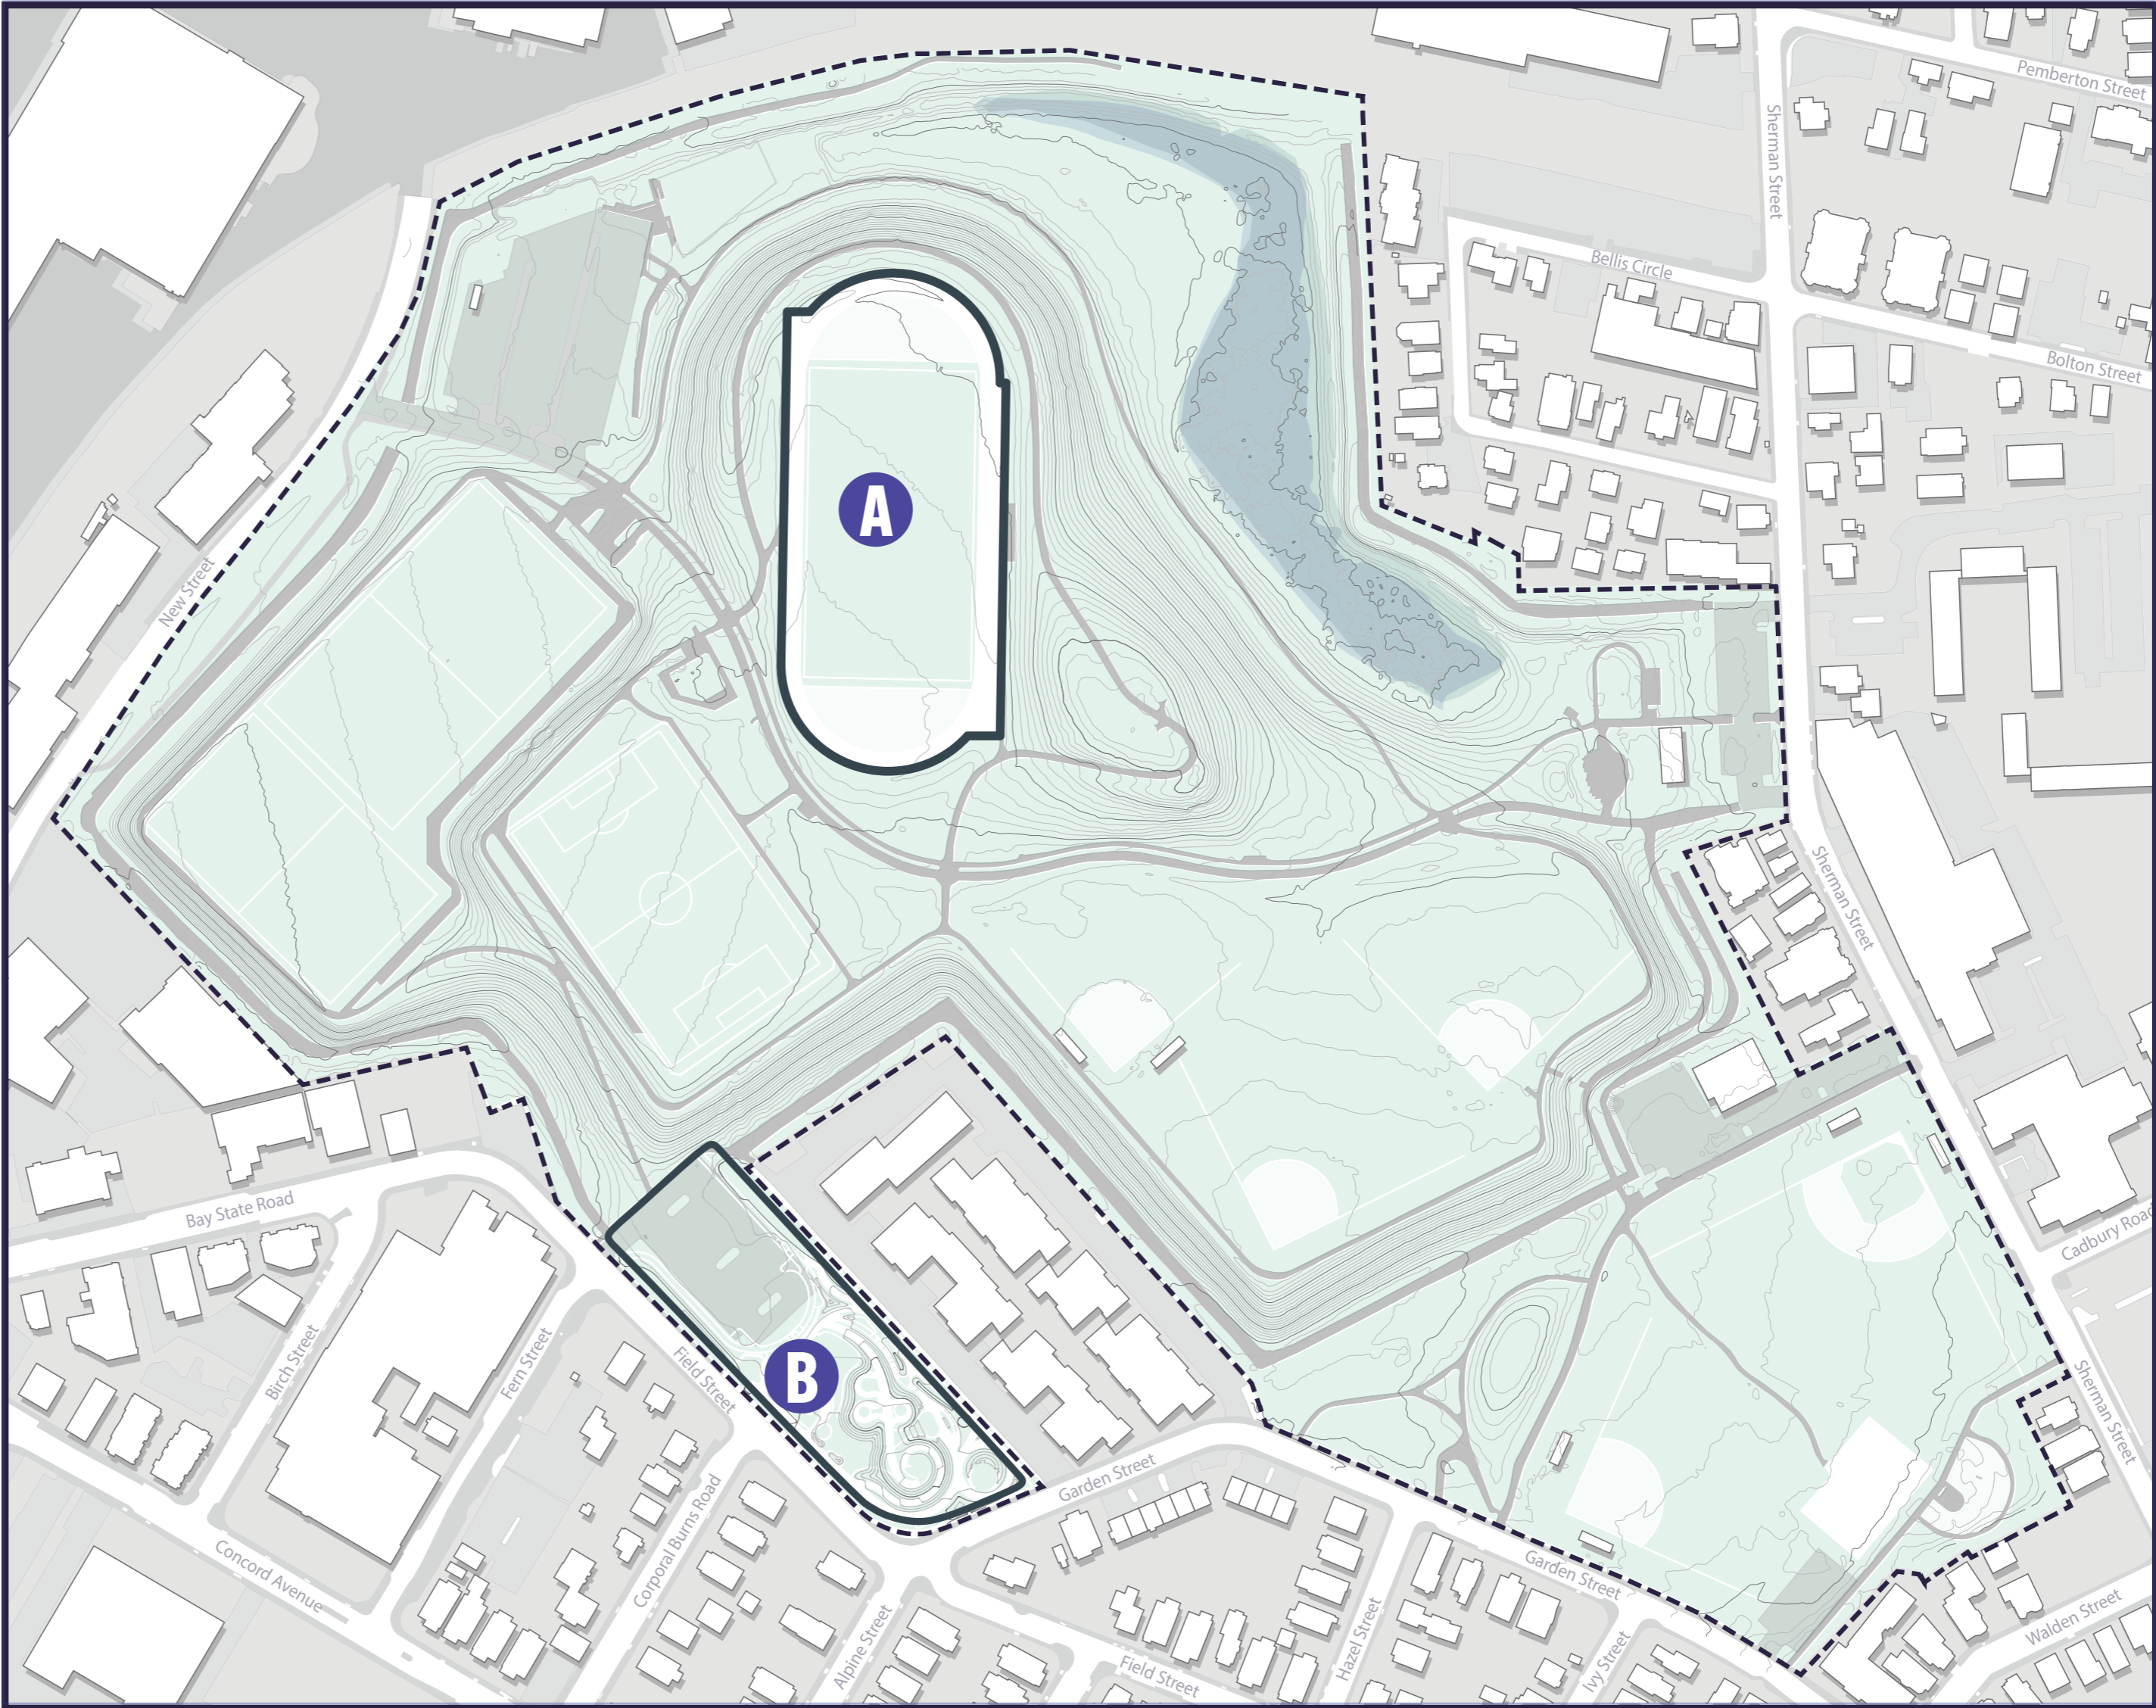 Pemberton Street
Sherman Street
Bellis Circle
Bolton Street
A
New Street
Sherman Street
Bay State Road
Cadbury Road
Birch Street
Fern Street
Field Street
B
Sherman Street
Garden Street
Concord Avenue
Corporal Burns Road
Garden Street
Alpine Street
Field Street
Hazel Street
Ivy Street
Walden Street